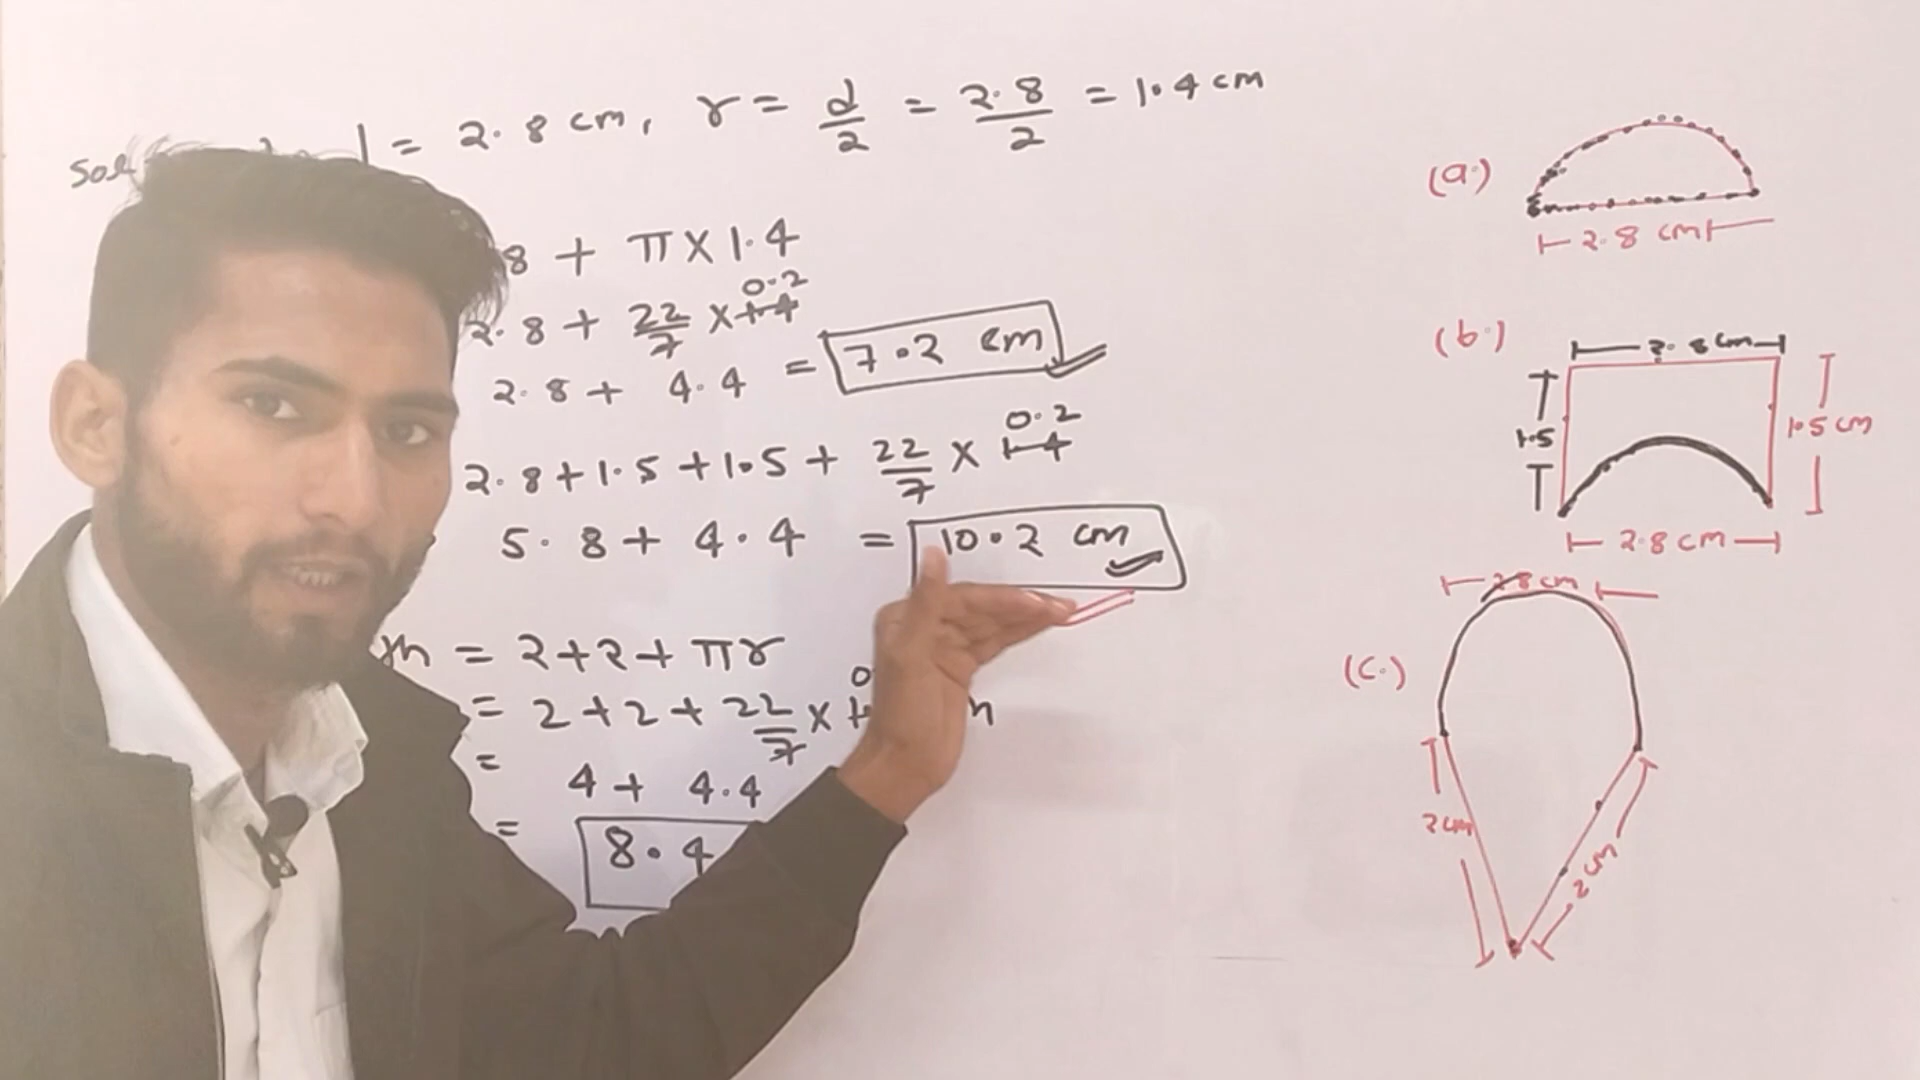 Sol = 2.8 cm, r = d/2 = 2.8/2 = 1.4 cm
8 + π × 1.4
2.8 + 22/7 × 1.4 0.2
2.8 + 4.4 = 7.2 cm
2.8 + 1.5 + 1.5 + 22/7 × 1.4 0.2
5.8 + 4.4 = 10.2 cm
= 2 + 2 + πr
= 2 + 2 + 22/7 ×
= 4 + 4.4
= 8.4
(a.)
2.8 cm
(b.)
2.8 cm
1.5
1.5 cm
2.8 cm
(c.)
2.8 cm
2 cm
2 cm